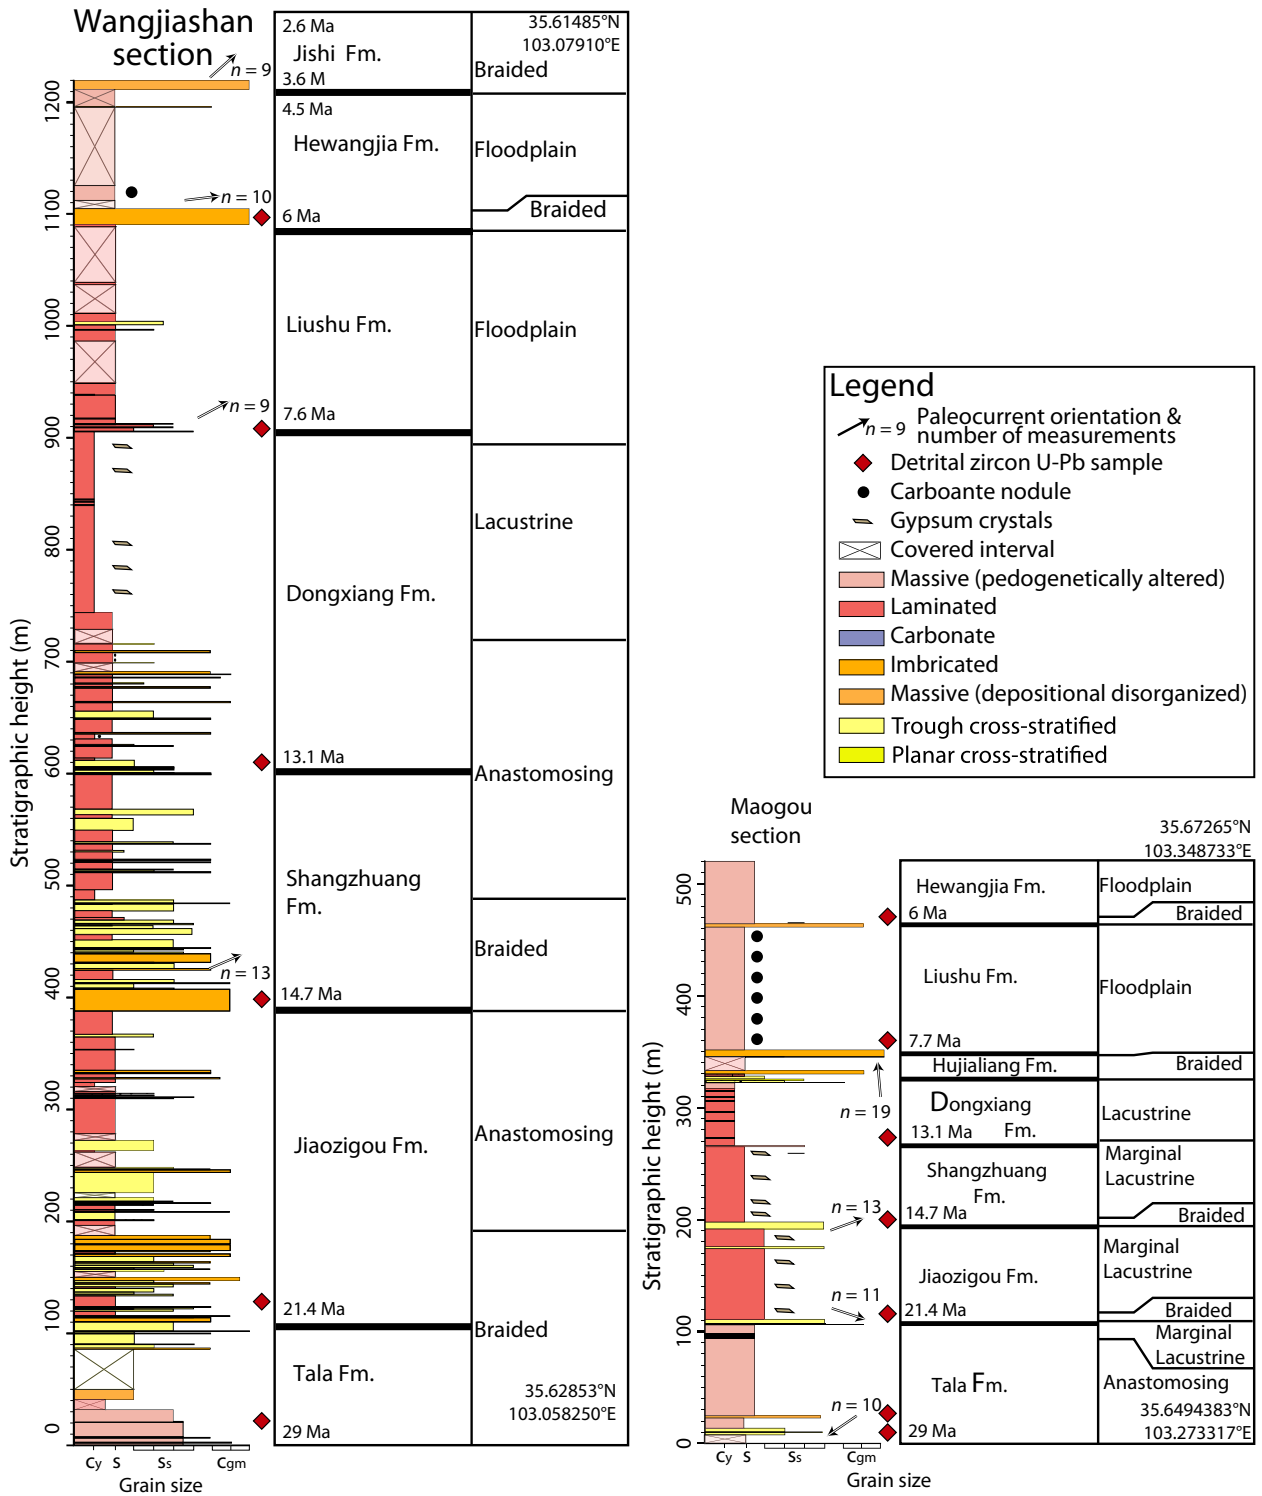 Wangjiashan
section
n = 9
n = 10
n = 9
n = 13
Stratigraphic height (m)
1200
1100
1000
900
800
700
600
500
400
300
200
100
0
Cy S Ss Cgm
Grain size
2.6 Ma
Jishi Fm.
3.6 M
4.5 Ma
Hewangjia Fm.
6 Ma
Liushu Fm.
7.6 Ma
Dongxiang Fm.
13.1 Ma
Shangzhuang
Fm.
14.7 Ma
Jiaozigou Fm.
21.4 Ma
Tala Fm.
29 Ma
35.61485°N
103.07910°E
Braided
Floodplain
Braided
Floodplain
Lacustrine
Anastomosing
Braided
Anastomosing
Braided
35.62853°N
103.058250°E
Legend
n = 9 Paleocurrent orientation &
number of measurements
Detrital zircon U-Pb sample
Carboante nodule
Gypsum crystals
Covered interval
Massive (pedogenetically altered)
Laminated
Carbonate
Imbricated
Massive (depositional disorganized)
Trough cross-stratified
Planar cross-stratified
Maogou
section
35.67265°N
103.348733°E
Stratigraphic height (m)
500
400
300
200
100
0
n = 19
n = 13
n = 11
n = 10
Cy S Ss Cgm
Grain size
Hewangjia Fm.
6 Ma
Liushu Fm.
7.7 Ma
Hujialiang Fm.
Dongxiang
13.1 Ma Fm.
Shangzhuang
Fm.
14.7 Ma
Jiaozigou Fm.
21.4 Ma
Tala Fm.
29 Ma
Floodplain
Braided
Floodplain
Braided
Lacustrine
Marginal
Lacustrine
Braided
Marginal
Lacustrine
Braided
Marginal
Lacustrine
Anastomosing
35.6494383°N
103.273317°E